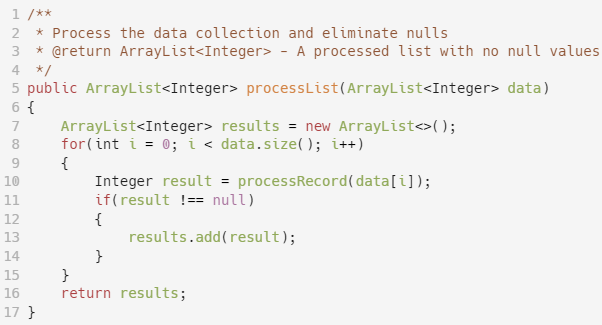 1 /**
2  * Process the data collection and eliminate nulls
3  * @return ArrayList<Integer> - A processed list with no null values
4  */
5 public ArrayList<Integer> processList(ArrayList<Integer> data)
6 {
7     ArrayList<Integer> results = new ArrayList<>();
8     for(int i = 0; i < data.size(); i++)
9     {
10         Integer result = processRecord(data[i]);
11         if(result !== null)
12         {
13             results.add(result);
14         }
15     }
16     return results;
17 }